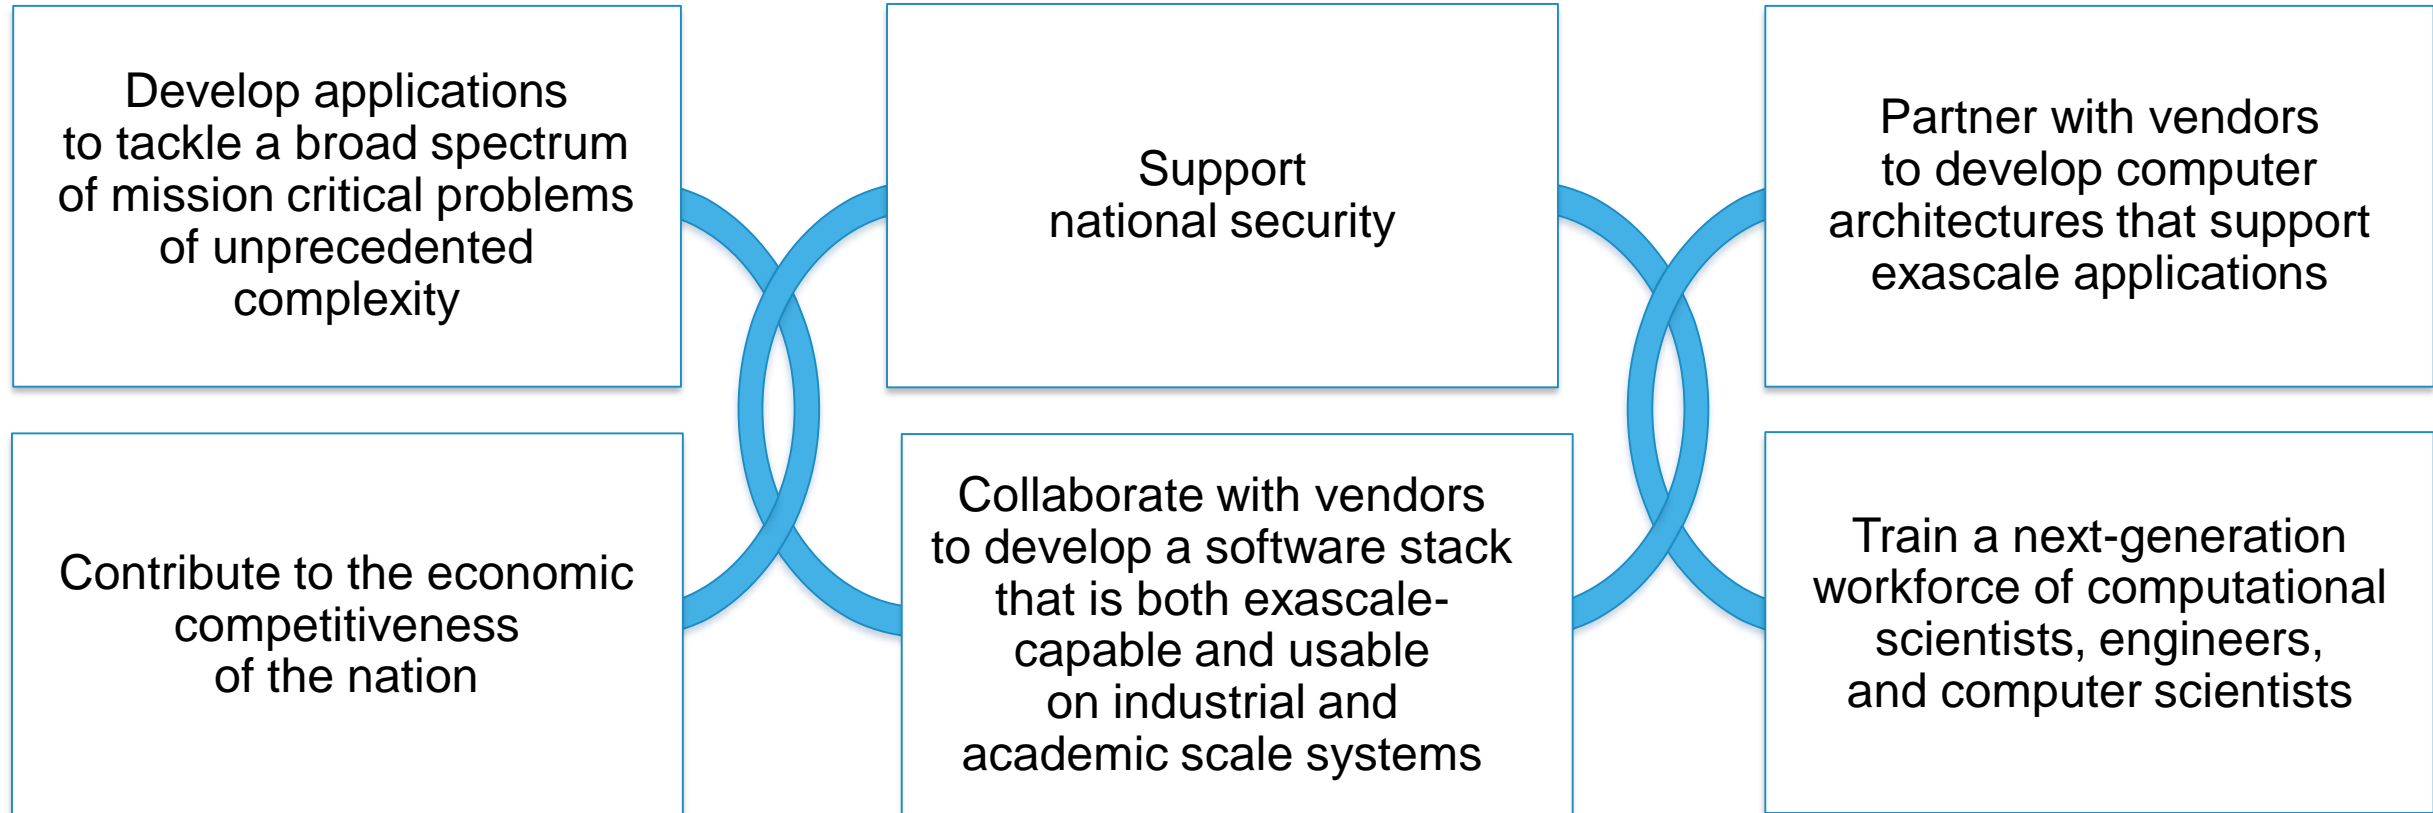 Develop applications
to tackle a broad spectrum
of mission critical problems
of unprecedented
complexity
Support
national security
Partner with vendors
to develop computer
architectures that support
exascale applications
Contribute to the economic
competitiveness
of the nation
Collaborate with vendors
to develop a software stack
that is both exascale-
capable and usable
on industrial and
academic scale systems
Train a next-generation
workforce of computational
scientists, engineers,
and computer scientists